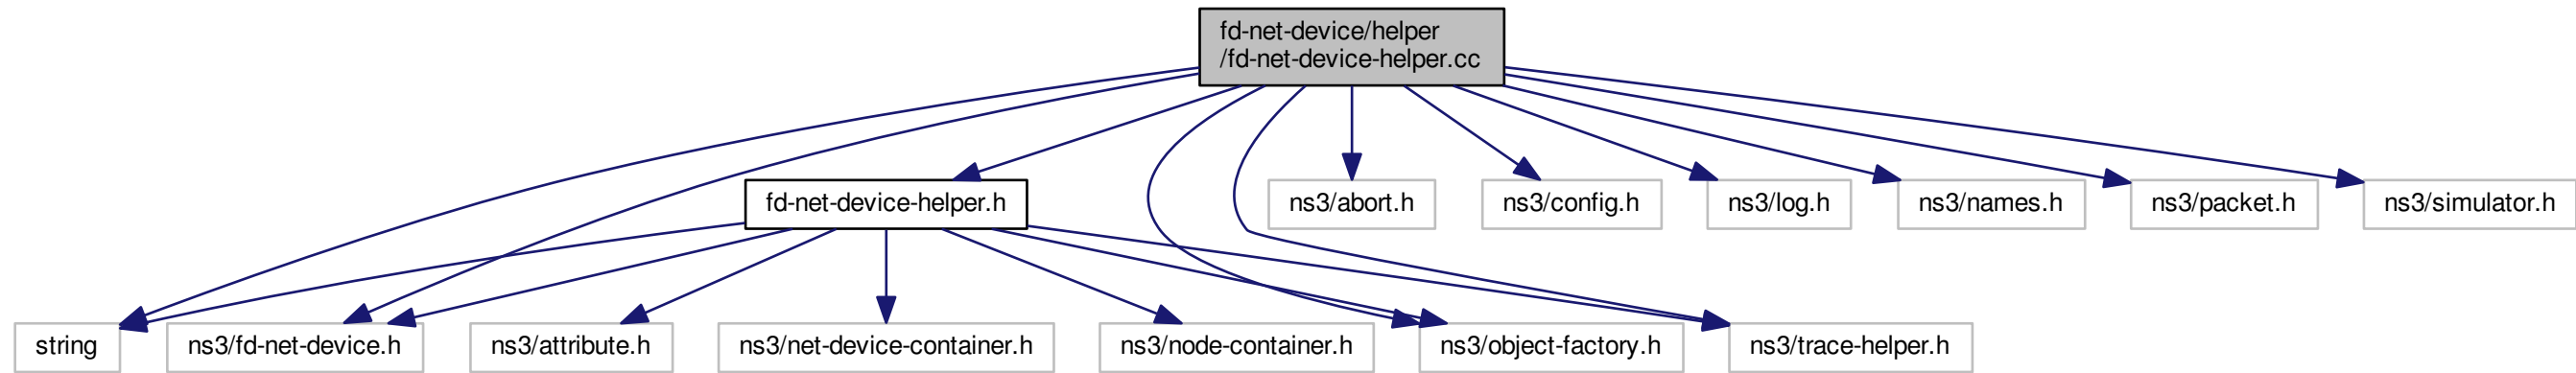 fd-net-device/helper
/fd-net-device-helper.cc
fd-net-device-helper.h
ns3/abort.h
ns3/config.h
ns3/log.h
ns3/names.h
ns3/packet.h
ns3/simulator.h
string
ns3/fd-net-device.h
ns3/attribute.h
ns3/net-device-container.h
ns3/node-container.h
ns3/object-factory.h
ns3/trace-helper.h